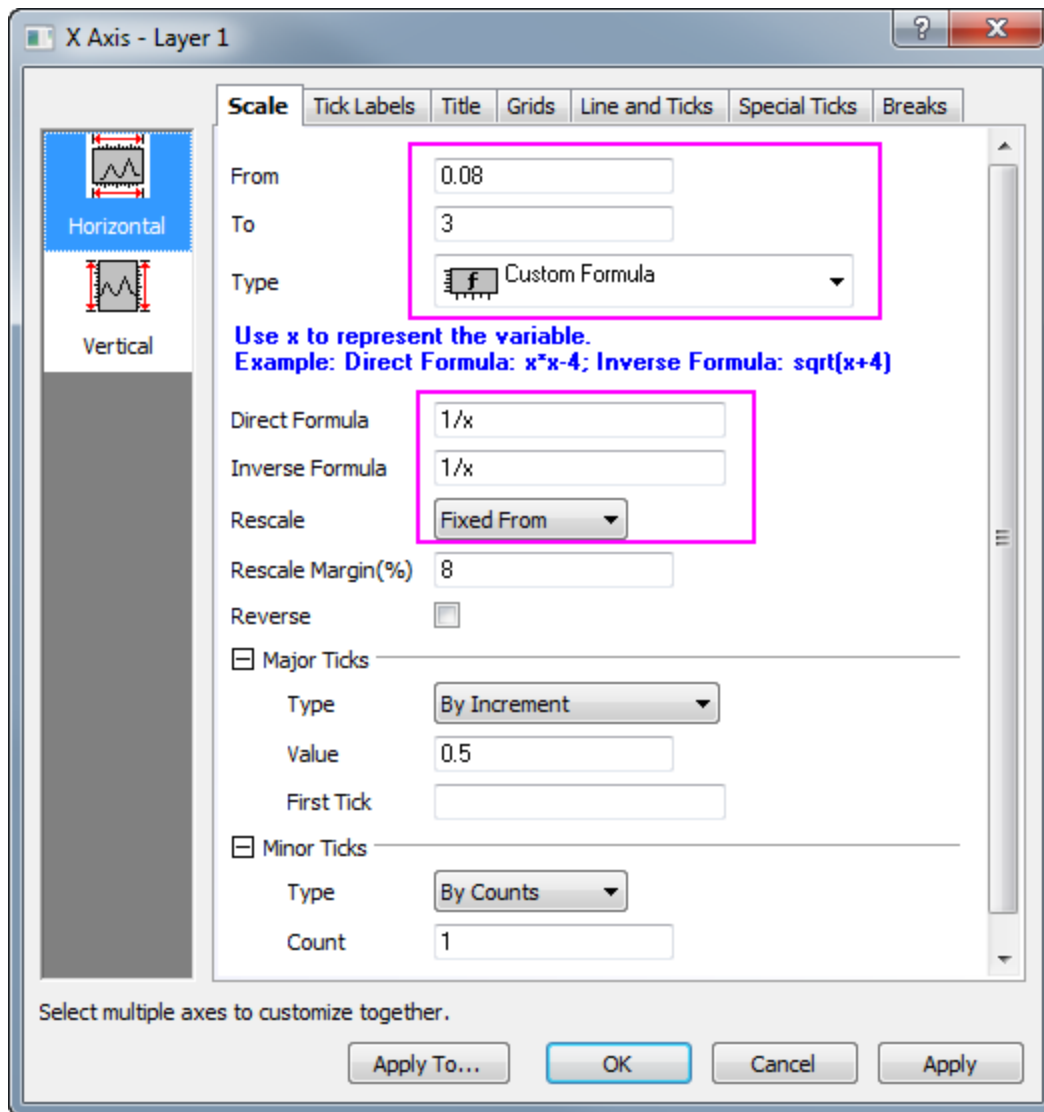 X Axis - Layer 1
Scale Tick Labels Title Grids Line and Ticks Special Ticks Breaks
Horizontal
Vertical
From 0.08
To 3
Type Custom Formula
Use x to represent the variable.
Example: Direct Formula: x*x-4; Inverse Formula: sqrt(x+4)
Direct Formula 1/x
Inverse Formula 1/x
Rescale Fixed From
Rescale Margin(%) 8
Reverse
Major Ticks
Type By Increment
Value 0.5
First Tick
Minor Ticks
Type By Counts
Count 1
Select multiple axes to customize together.
Apply To... OK Cancel Apply